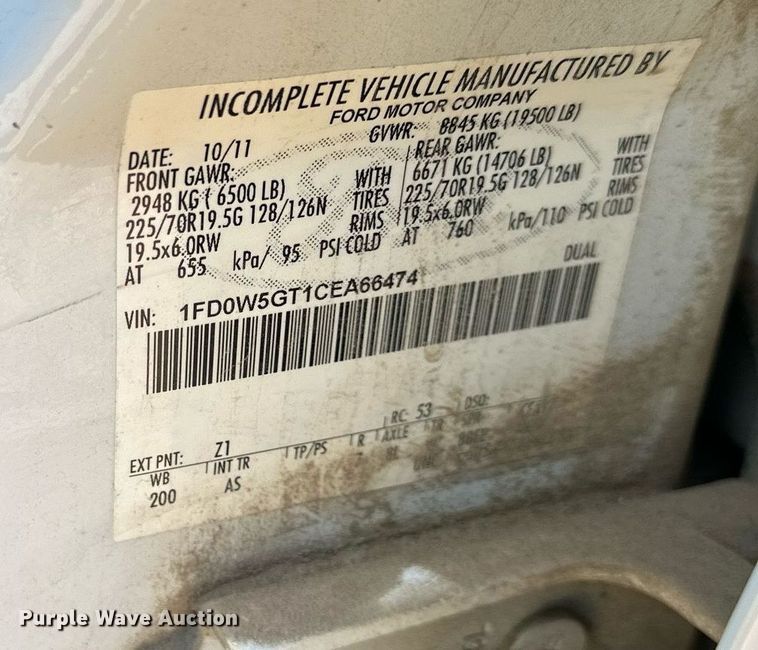 INCOMPLETE VEHICLE MANUFACTURED BY
FORD MOTOR COMPANY
DATE: 10/11 GVWR: 8845 KG (19500 LB)
FRONT GAWR: REAR GAWR:
2948 KG ( 6500 LB) WITH 6671 KG (14706 LB) WITH
225/70R19.5G 128/126N TIRES 225/70R19.5G 128/126N TIRES
19.5x6.0RW RIMS 19.5x6.0RW RIMS
AT 655 kPa/ 95 PSI COLD AT 760 kPa/110 PSI COLD
DUAL
VIN: 1FD0W5GT1CEA66474
RC: 53 DSO:
EXT PNT: Z1
WB INT TR TP/PS R AXLE TR
200 AS
Purple Wave Auction